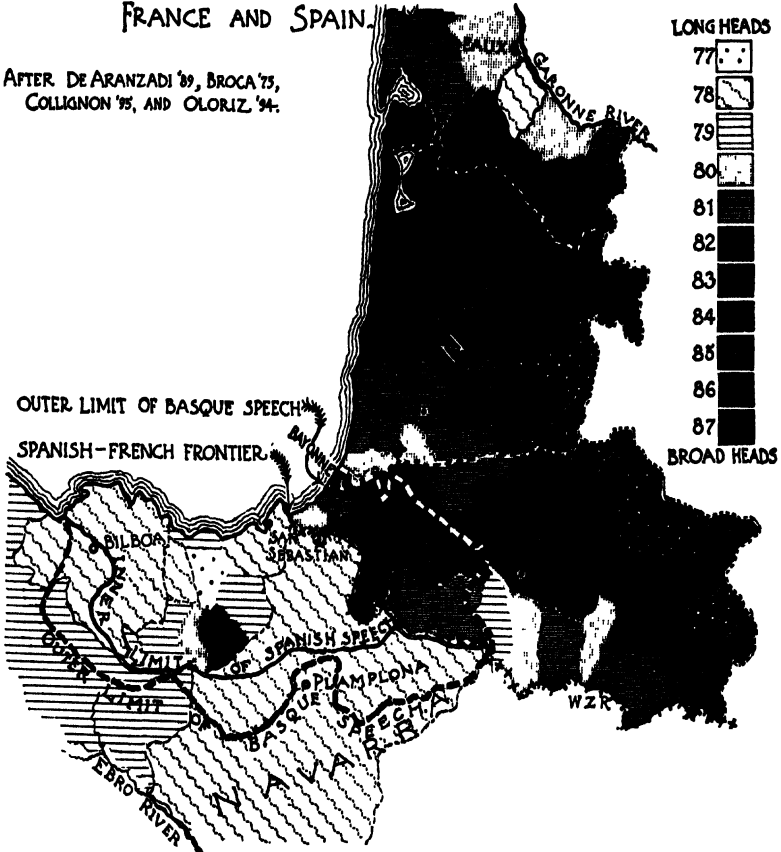 FRANCE AND SPAIN.
AFTER DE ARANZADI '89, BROCA '75,
COLLIGNON '95, AND OLORIZ '94.
LONG HEADS
77
78
79
80
81
82
83
84
85
86
87
BROAD HEADS
GARONNE RIVER
OUTER LIMIT OF BASQUE SPEECH
SPANISH-FRENCH FRONTIER
BAYONNE
SAN
SEBASTIAN
BILBOA
INNER LIMIT OF SPANISH SPEECH
OUTER LIMIT OF BASQUE SPEECH
PUAMPLONA
NAVARRA
EBRO RIVER
WZR